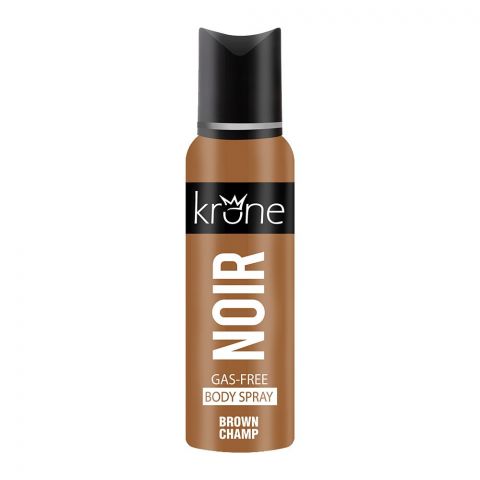 krone
NOIR
GAS-FREE
BODY SPRAY
BROWN
CHAMP